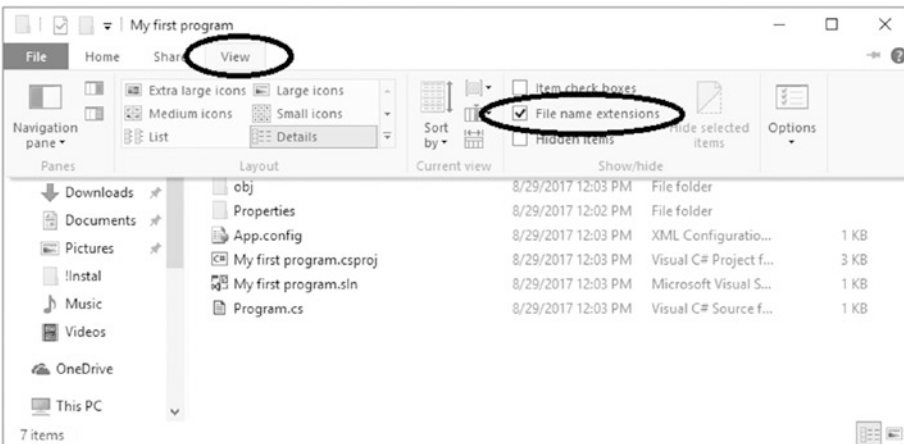 My first program
File Home Share View
Extra large icons Large icons
Medium icons Small icons
List Details
Navigation pane
Panes
Layout
Sort by
Current view
Item check boxes
File name extensions
Hidden items
Hide selected items
Show/hide
Options
Downloads
Documents
Pictures
!Instal
Music
Videos
OneDrive
This PC
obj 8/29/2017 12:03 PM File folder
Properties 8/29/2017 12:02 PM File folder
App.config 8/29/2017 12:03 PM XML Configuratio... 1 KB
My first program.csproj 8/29/2017 12:03 PM Visual C# Project f... 3 KB
My first program.sln 8/29/2017 12:03 PM Microsoft Visual S... 1 KB
Program.cs 8/29/2017 12:03 PM Visual C# Source f... 1 KB
7 items